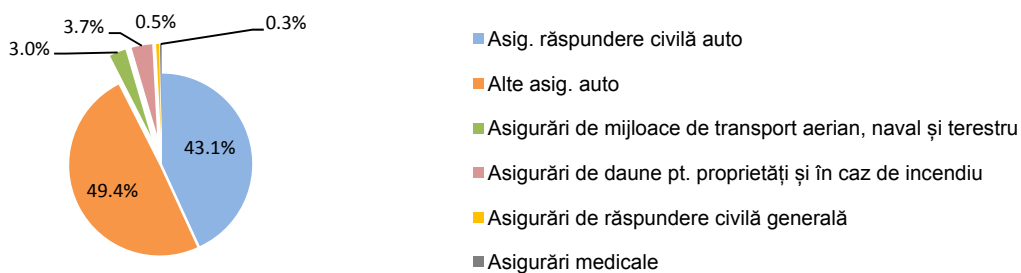 3.7%
0.5%
0.3%
3.0%
43.1%
49.4%
Asig. răspundere civilă auto
Alte asig. auto
Asigurări de mijloace de transport aerian, naval și terestru
Asigurări de daune pt. proprietăți și în caz de incendiu
Asigurări de răspundere civilă generală
Asigurări medicale